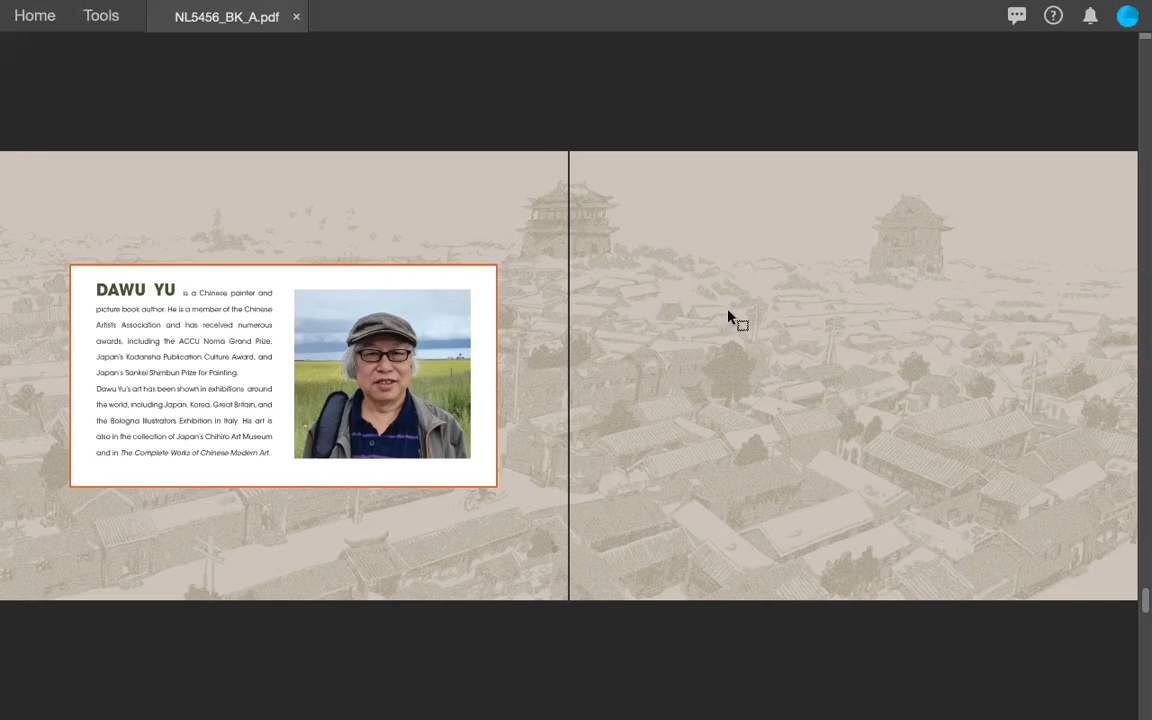 Home Tools NL5456_BK_A.pdf ×
DAWU YU is a Chinese painter and
picture book author. He is a member of the Chinese
Artists Association and has received numerous
awards, including the ACCU Noma Grand Prize,
Japan's Kodansha Publication Culture Award, and
Japan's Sankei Shimbun Prize for Painting.
Dawu Yu's art has been shown in exhibitions around
the world, including Japan, Korea, Great Britain, and
the Bologna Illustrators Exhibition in Italy. His art is
also in the collection of Japan's Chihiro Art Museum
and in The Complete Works of Chinese Modern Art.